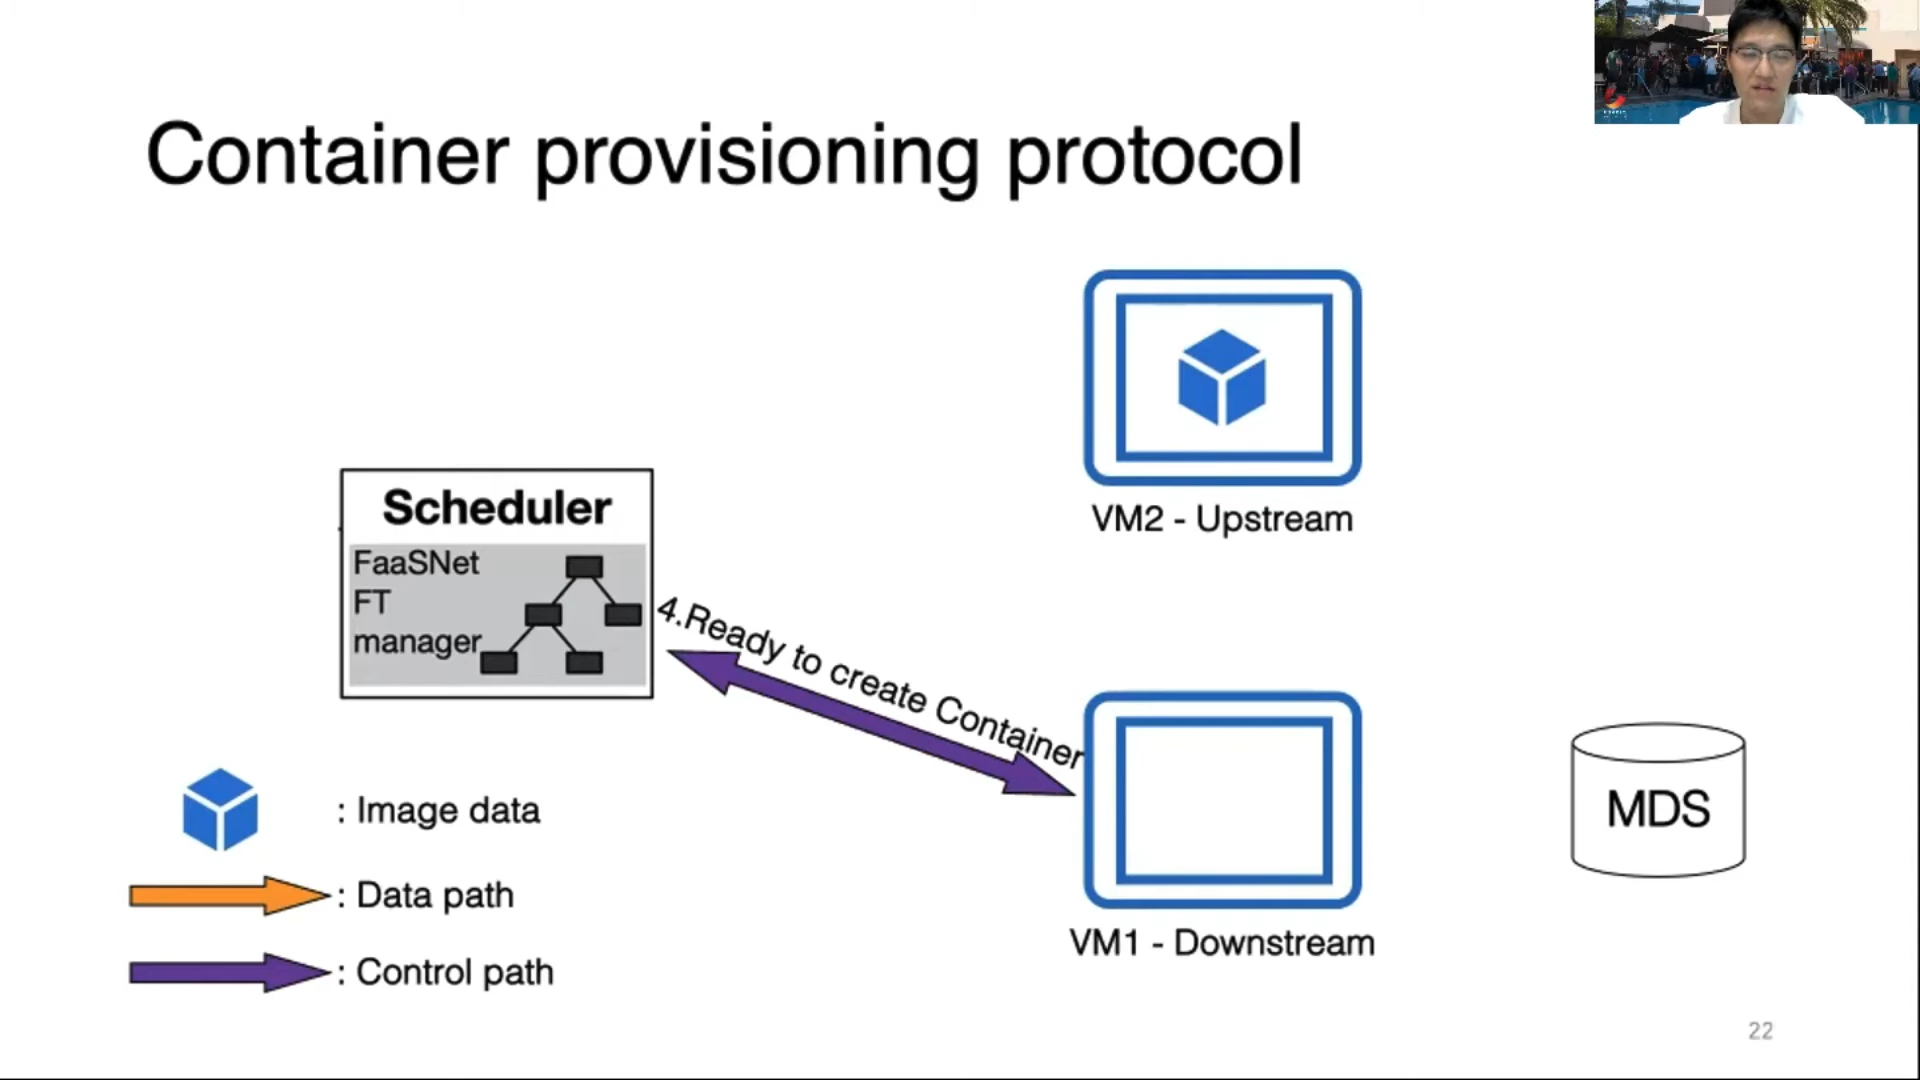 Container provisioning protocol
VM2 - Upstream
Scheduler
FaaSNet
FT
manager
4.Ready to create Container
: Image data
MDS
: Data path
VM1 - Downstream
: Control path
22